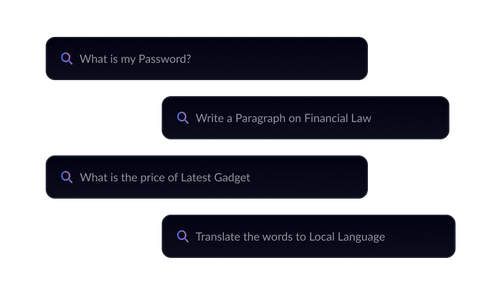 What is my Password?
Write a Paragraph on Financial Law
What is the price of Latest Gadget
Translate the words to Local Language